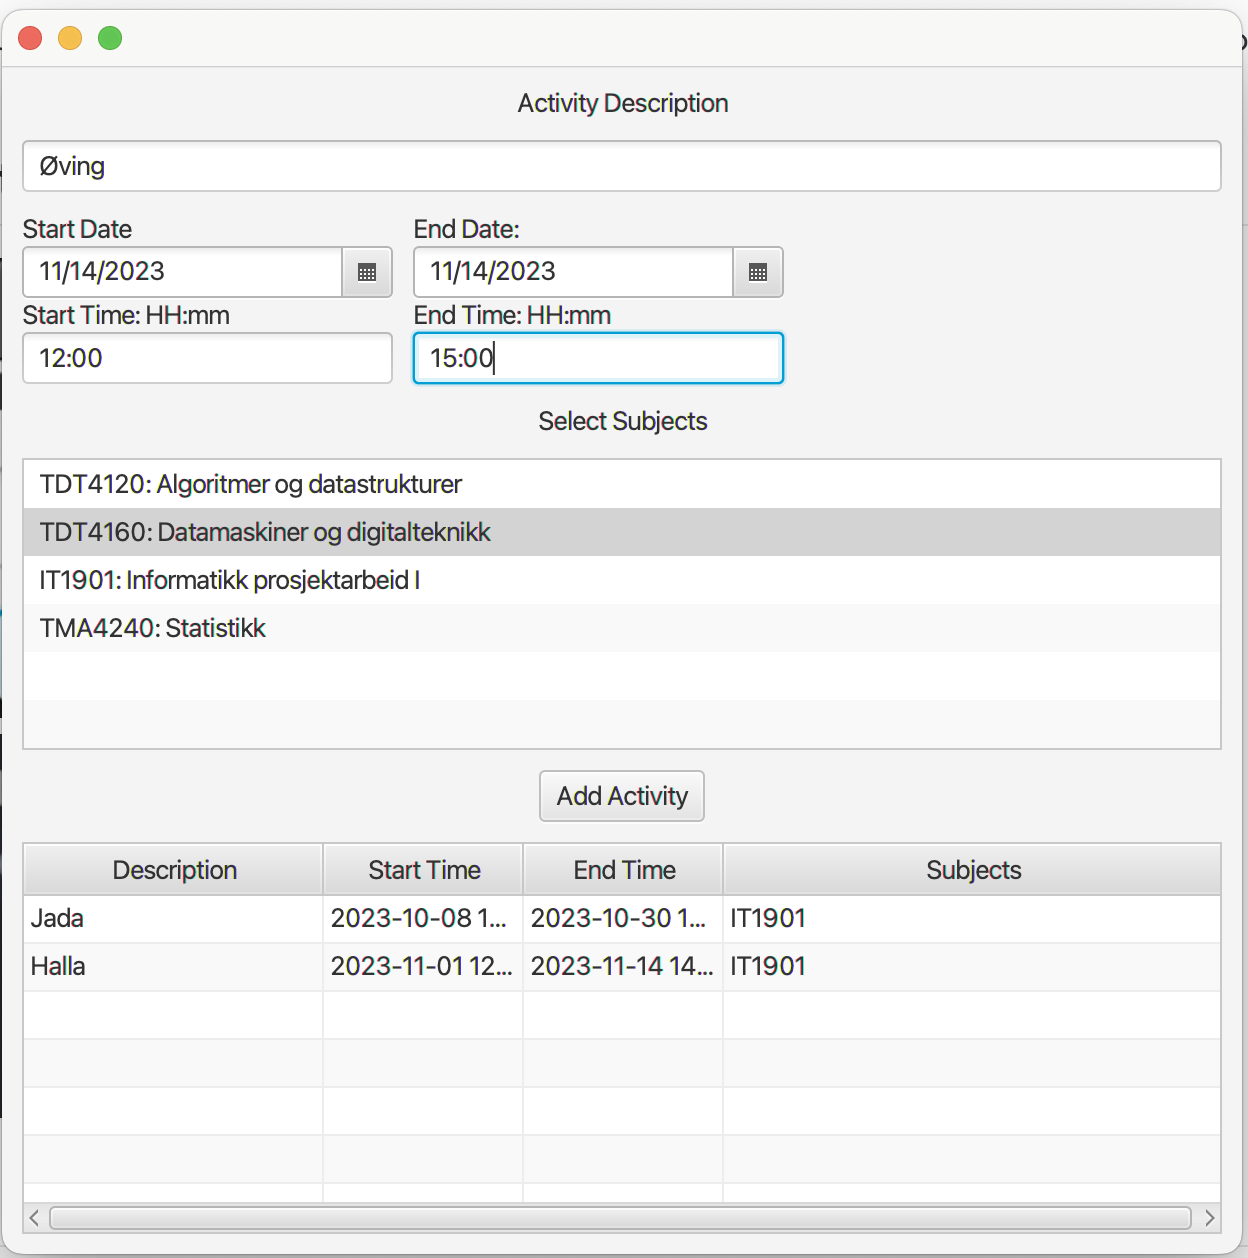 Activity Description
Øving
Start Date End Date:
11/14/2023 11/14/2023
Start Time: HH:mm End Time: HH:mm
12:00 15:00
Select Subjects
TDT4120: Algoritmer og datastrukturer
TDT4160: Datamaskiner og digitalteknikk
IT1901: Informatikk prosjektarbeid I
TMA4240: Statistikk
Add Activity
Description Start Time End Time Subjects
Jada 2023-10-08 1... 2023-10-30 1... IT1901
Halla 2023-11-01 12... 2023-11-14 14... IT1901